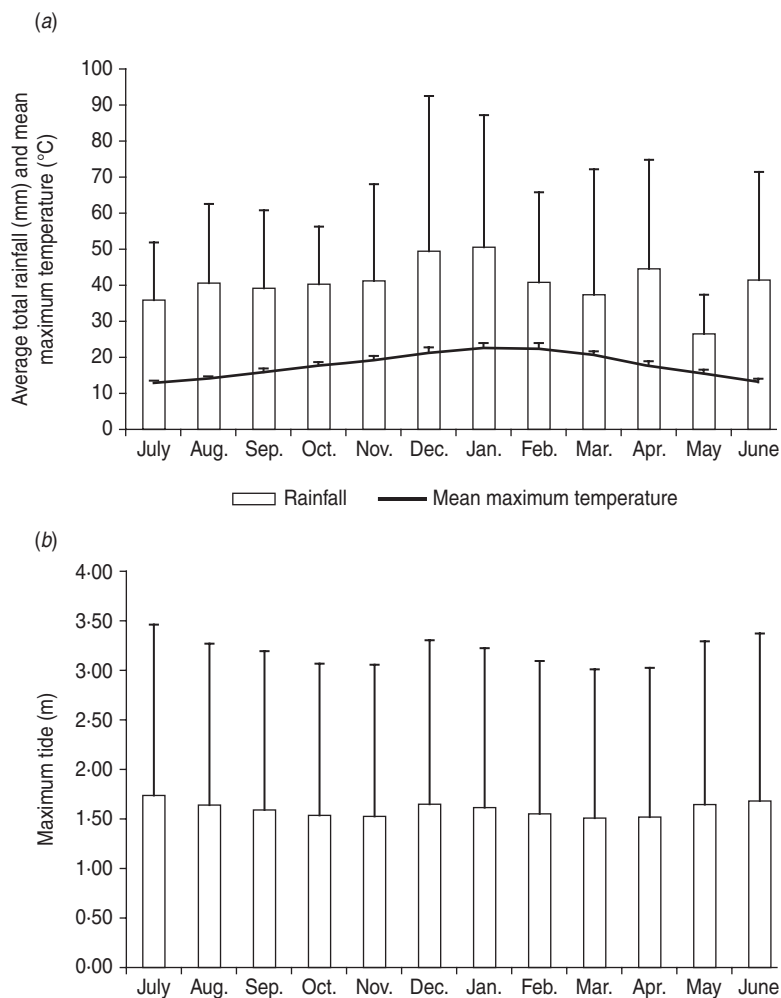 (a)
Average total rainfall (mm) and mean
maximum temperature (°C)
100
90
80
70
60
50
40
30
20
10
0
July Aug. Sep. Oct. Nov. Dec. Jan. Feb. Mar. Apr. May June
Rainfall Mean maximum temperature
(b)
Maximum tide (m)
4·00
3·50
3·00
2·50
2·00
1·50
1·00
0·50
0·00
July Aug. Sep. Oct. Nov. Dec. Jan. Feb. Mar. Apr. May June